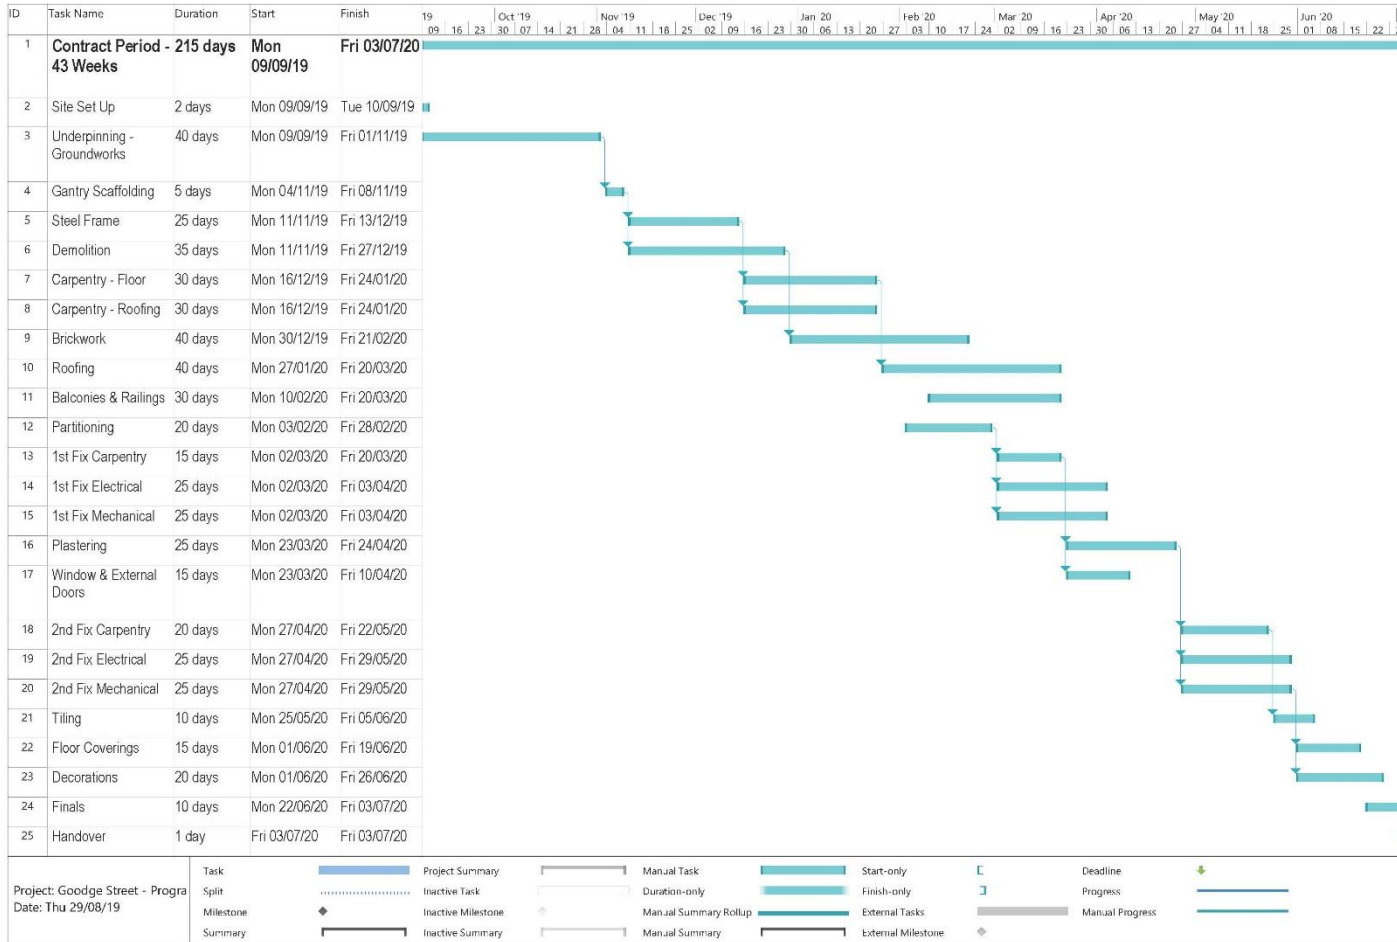 ID Task Name Duration Start Finish 19 Oct '19 Nov '19 Dec '19 Jan '20 Feb '20 Mar '20 Apr '20 May '20 Jun '20
09 16 23 30 07 14 21 28 04 11 18 25 02 09 16 23 30 06 13 20 27 03 10 17 24 02 09 16 23 30 06 13 20 27 04 11 18 25 01 08 15 22
1 Contract Period - 215 days Mon Fri 03/07/20
43 Weeks 09/09/19
2 Site Set Up 2 days Mon 09/09/19 Tue 10/09/19
3 Underpinning - 40 days Mon 09/09/19 Fri 01/11/19
Groundworks
4 Gantry Scaffolding 5 days Mon 04/11/19 Fri 08/11/19
5 Steel Frame 25 days Mon 11/11/19 Fri 13/12/19
6 Demolition 35 days Mon 11/11/19 Fri 27/12/19
7 Carpentry - Floor 30 days Mon 16/12/19 Fri 24/01/20
8 Carpentry - Roofing 30 days Mon 16/12/19 Fri 24/01/20
9 Brickwork 40 days Mon 30/12/19 Fri 21/02/20
10 Roofing 40 days Mon 27/01/20 Fri 20/03/20
11 Balconies & Railings 30 days Mon 10/02/20 Fri 20/03/20
12 Partitioning 20 days Mon 03/02/20 Fri 28/02/20
13 1st Fix Carpentry 15 days Mon 02/03/20 Fri 20/03/20
14 1st Fix Electrical 25 days Mon 02/03/20 Fri 03/04/20
15 1st Fix Mechanical 25 days Mon 02/03/20 Fri 03/04/20
16 Plastering 25 days Mon 23/03/20 Fri 24/04/20
17 Window & External 15 days Mon 23/03/20 Fri 10/04/20
Doors
18 2nd Fix Carpentry 20 days Mon 27/04/20 Fri 22/05/20
19 2nd Fix Electrical 25 days Mon 27/04/20 Fri 29/05/20
20 2nd Fix Mechanical 25 days Mon 27/04/20 Fri 29/05/20
21 Tiling 10 days Mon 25/05/20 Fri 05/06/20
22 Floor Coverings 15 days Mon 01/06/20 Fri 19/06/20
23 Decorations 20 days Mon 01/06/20 Fri 26/06/20
24 Finals 10 days Mon 22/06/20 Fri 03/07/20
25 Handover 1 day Fri 03/07/20 Fri 03/07/20
Project: Goodge Street - Progra
Date: Thu 29/08/19
Task Project Summary Manual Task Start-only Deadline
Split Inactive Task Duration-only Finish-only Progress
Milestone Inactive Milestone Manual Summary Rollup External Tasks Manual Progress
Summary Inactive Summary Manual Summary External Milestone